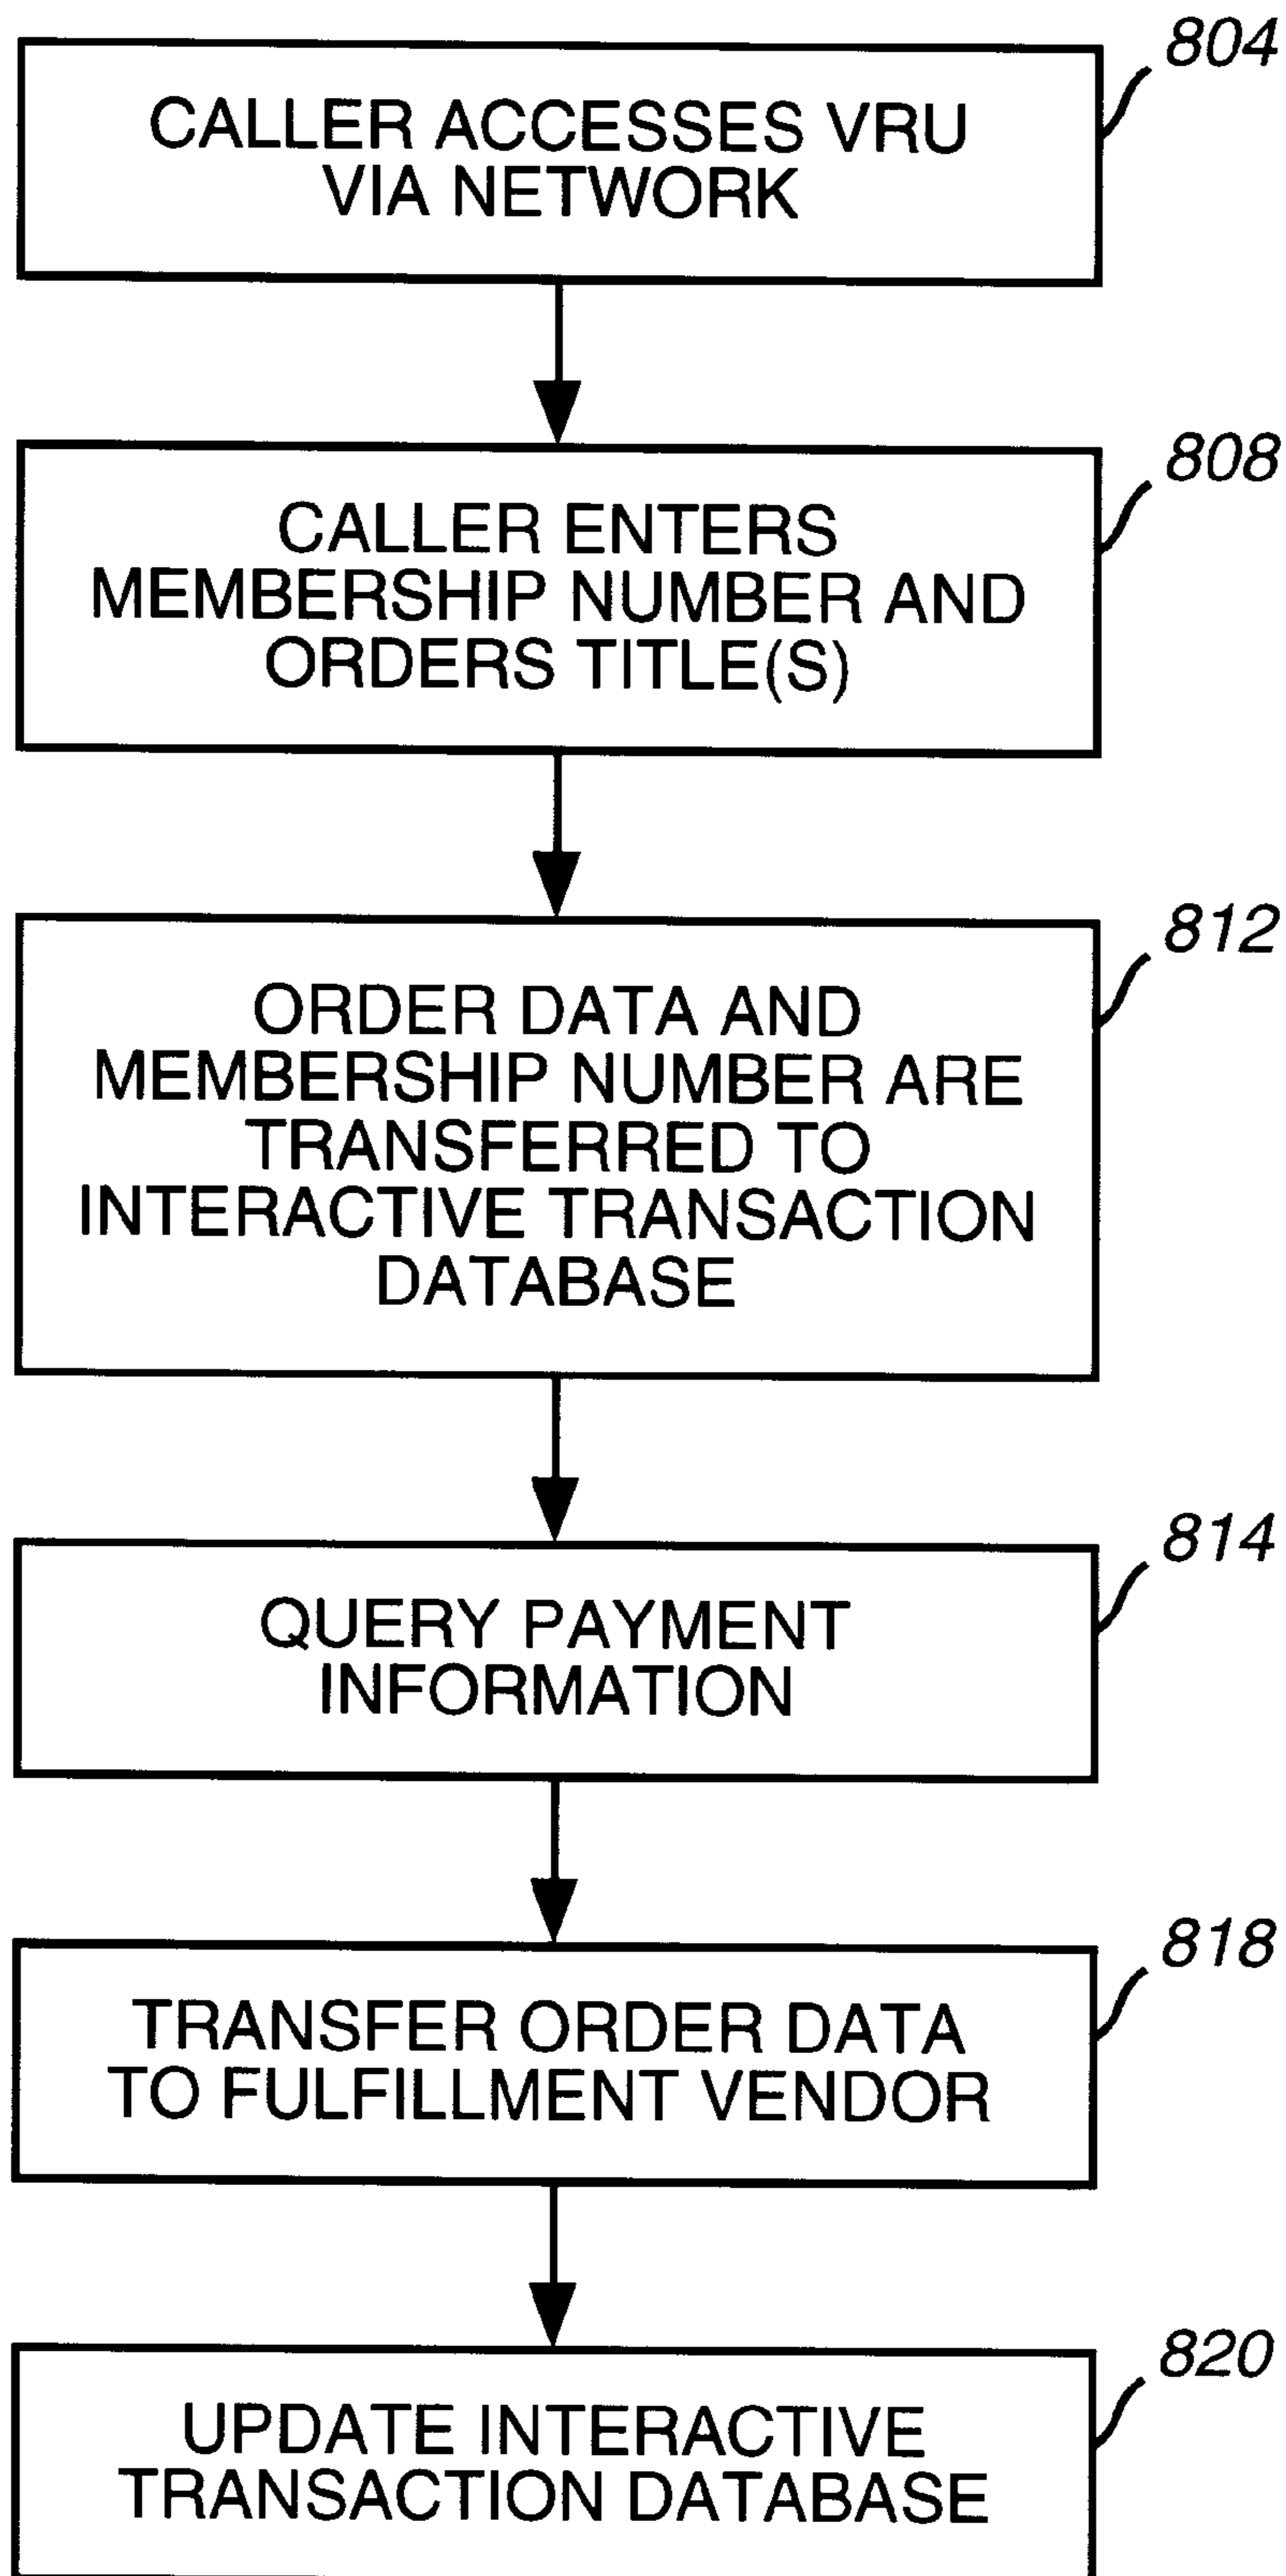 804
CALLER ACCESSES VRU
VIA NETWORK
808
CALLER ENTERS
MEMBERSHIP NUMBER AND
ORDERS TITLE(S)
812
ORDER DATA AND
MEMBERSHIP NUMBER ARE
TRANSFERRED TO
INTERACTIVE TRANSACTION
DATABASE
814
QUERY PAYMENT
INFORMATION
818
TRANSFER ORDER DATA
TO FULFILLMENT VENDOR
820
UPDATE INTERACTIVE
TRANSACTION DATABASE